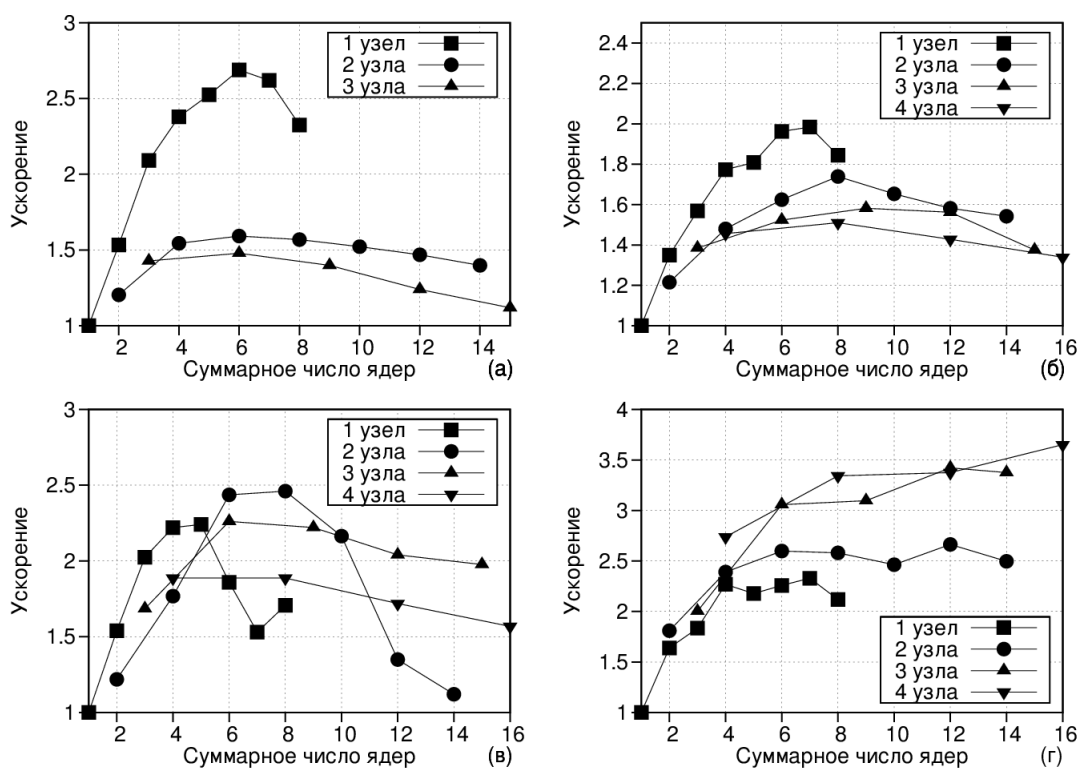 3
2.5
2
1.5
1
Ускорение
1 узел
2 узла
3 узла
2 4 6 8 10 12 14
Суммарное число ядер
(а)
2.4
2.2
2
1.8
1.6
1.4
1.2
1
Ускорение
1 узел
2 узла
3 узла
4 узла
2 4 6 8 10 12 14 16
Суммарное число ядер
(б)
3
2.5
2
1.5
1
Ускорение
1 узел
2 узла
3 узла
4 узла
2 4 6 8 10 12 14 16
Суммарное число ядер
(в)
4
3.5
3
2.5
2
1.5
1
Ускорение
1 узел
2 узла
3 узла
4 узла
2 4 6 8 10 12 14 16
Суммарное число ядер
(г)